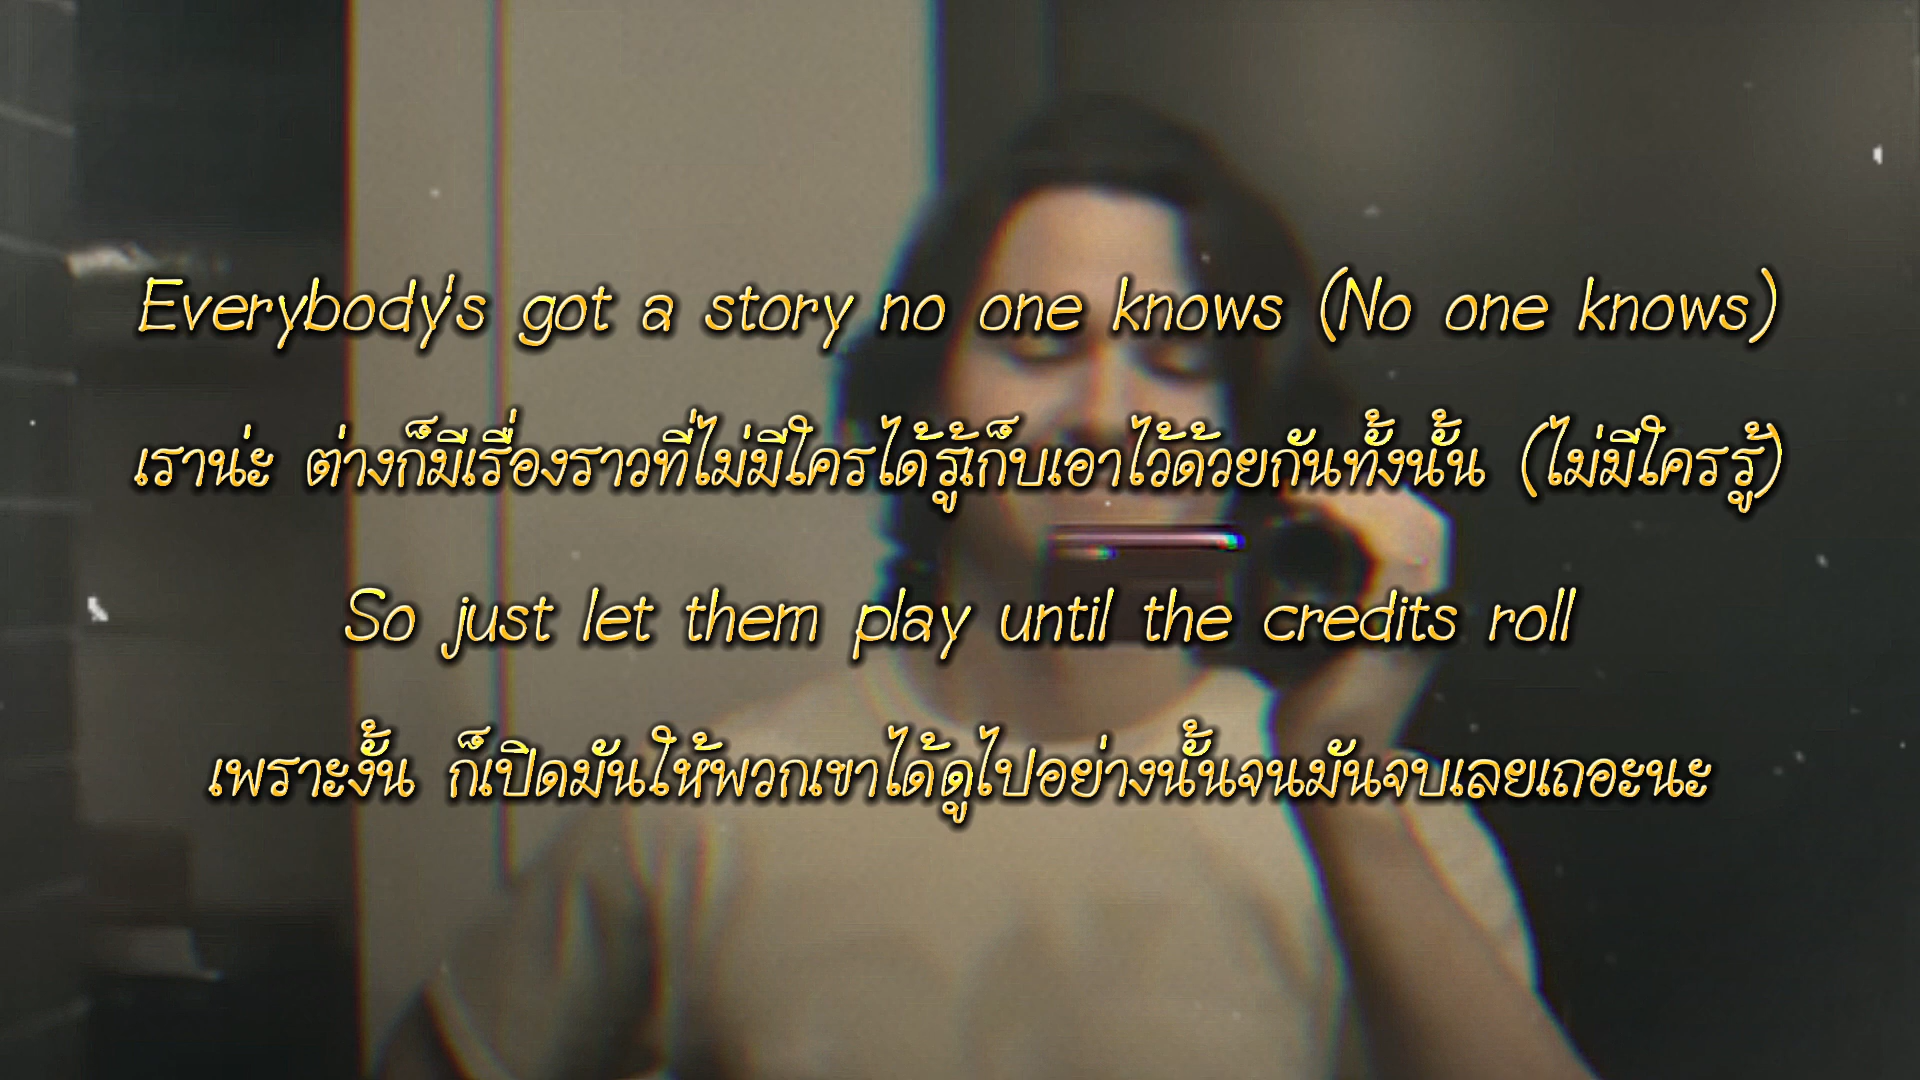 Everybody's got a story no one knows (No one knows)
เราน่ะ ต่างก็มีเรื่องราวที่ไม่มีใครได้รู้เก็บเอาไว้ด้วยกันทั้งนั้น (ไม่มีใครรู้)
So just let them play until the credits roll
เพราะงั้น ก็เปิดมันให้พวกเขาได้ดูไปอย่างนั้นจนมันจบเลยเถอะนะ